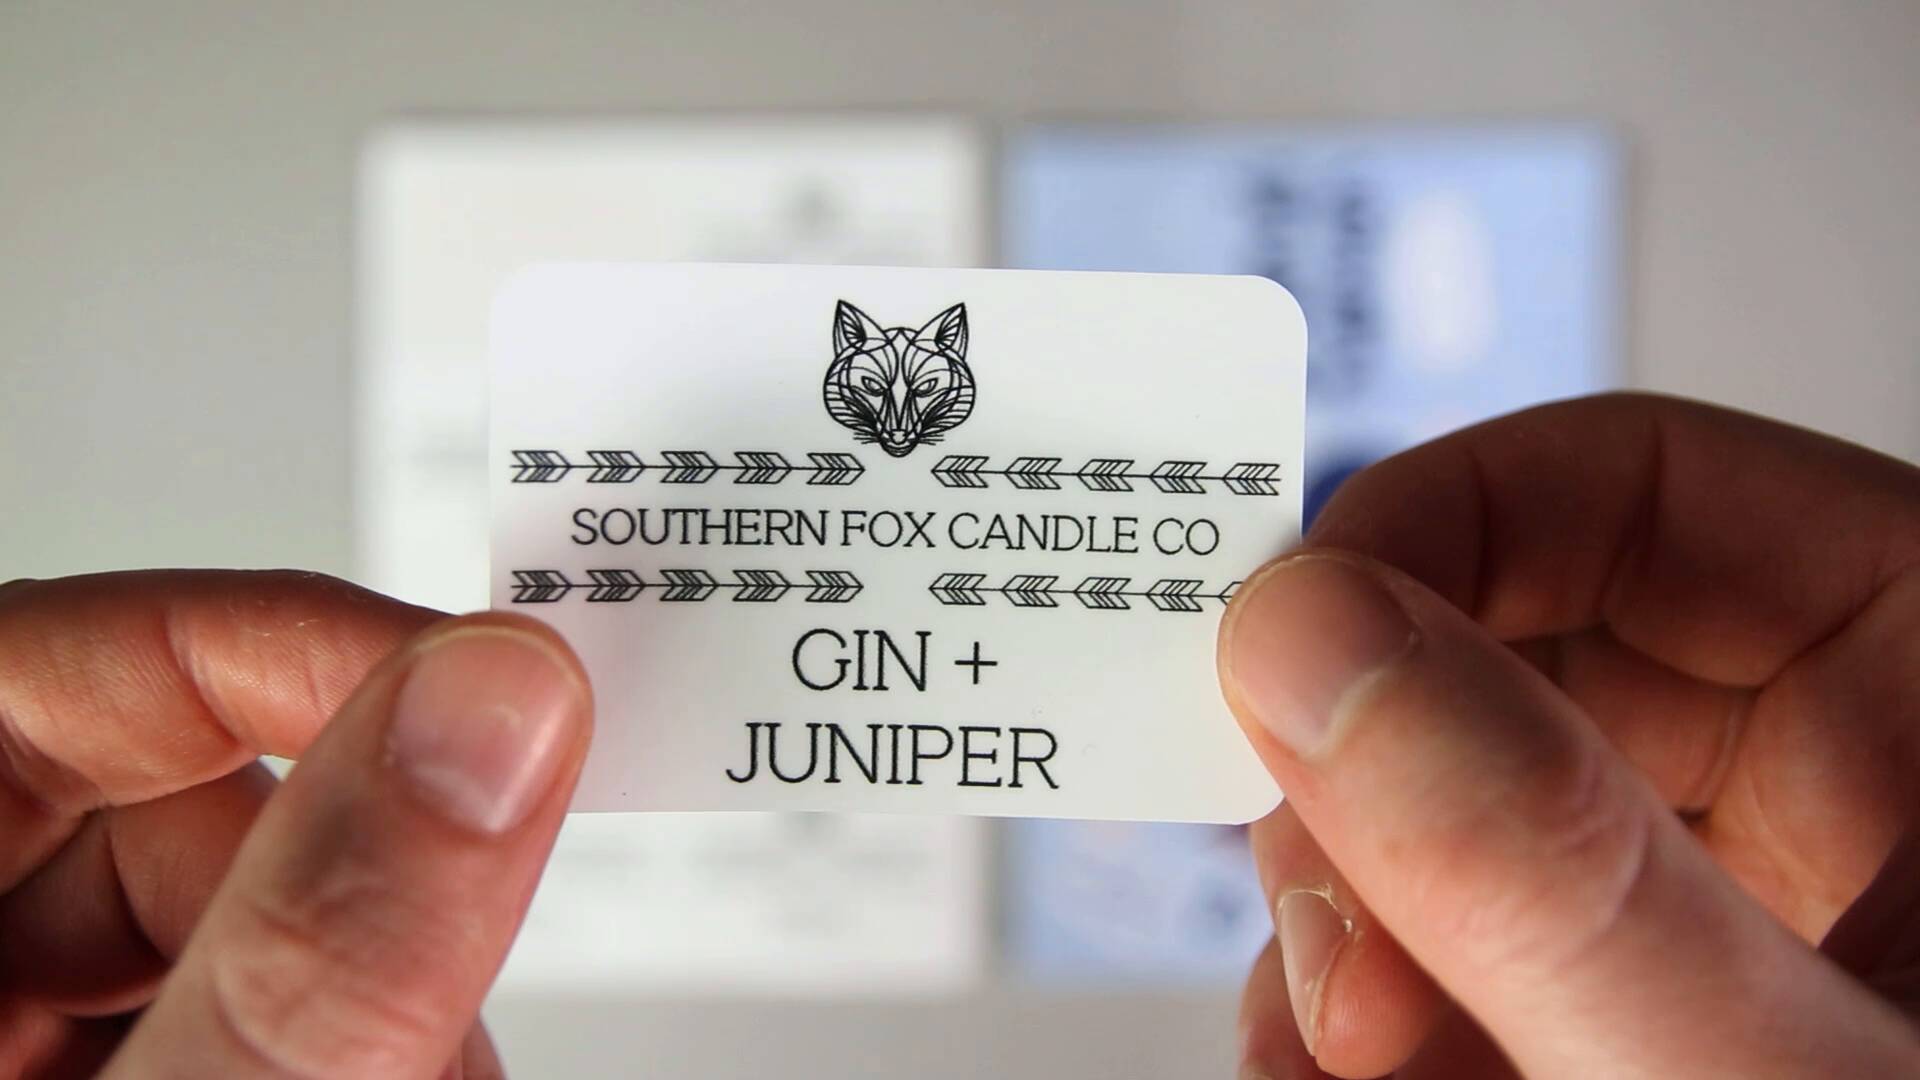 SOUTHERN FOX CANDLE CO
GIN +
JUNIPER